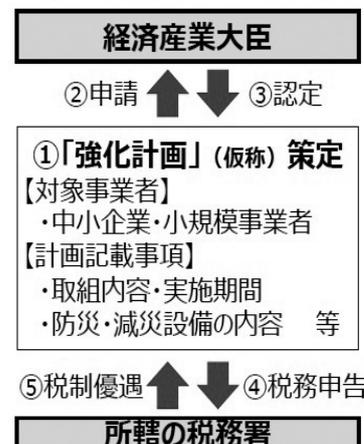 経済産業大臣
②申請 ③認定
①「強化計画」（仮称）策定
【対象事業者】
・中小企業・小規模事業者
【計画記載事項】
・取組内容・実施期間
・防災・減災設備の内容 等
⑤税制優遇 ④税務申告
所轄の税務署